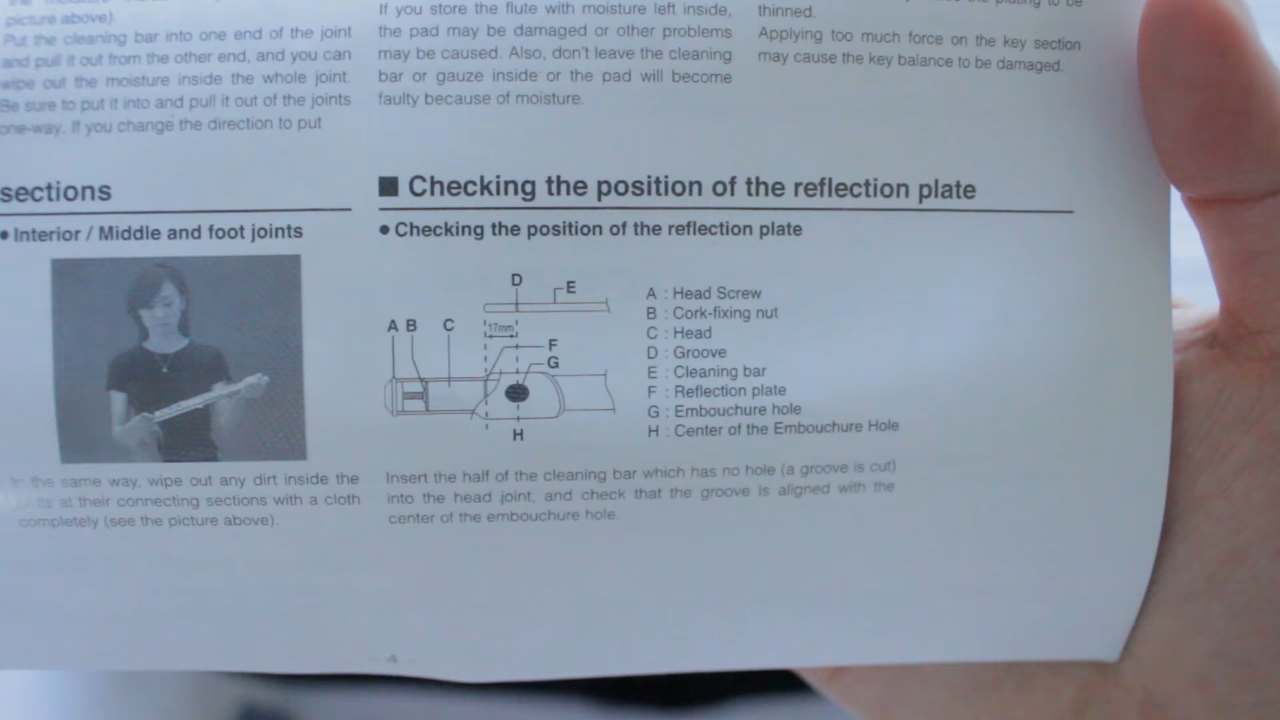 picture above).
Put the cleaning bar into one end of the joint
and pull it out from the other end, and you can
wipe out the moisture inside the whole joint.
Be sure to put it into and pull it out of the joints
one-way. If you change the direction to put
If you store the flute with moisture left inside,
the pad may be damaged or other problems
may be caused. Also, don't leave the cleaning
bar or gauze inside or the pad will become
faulty because of moisture.
to be
thinned.
Applying too much force on the key section
may cause the key balance to be damaged.
sections
● Interior / Middle and foot joints
In the same way, wipe out any dirt inside the
at their connecting sections with a cloth
completely (see the picture above).
■ Checking the position of the reflection plate
● Checking the position of the reflection plate
D
E
A B C
17mm
F
G
H
A : Head Screw
B : Cork-fixing nut
C : Head
D : Groove
E : Cleaning bar
F : Reflection plate
G : Embouchure hole
H : Center of the Embouchure Hole
Insert the half of the cleaning bar which has no hole (a groove is cut)
into the head joint, and check that the groove is aligned with the
center of the embouchure hole.
4